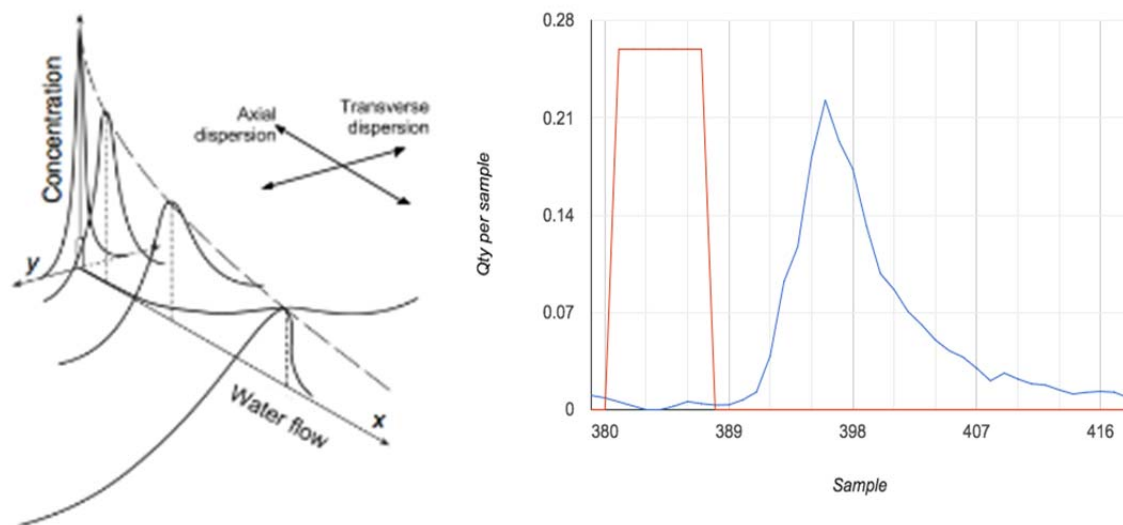 Concentration
Axial
dispersion
Transverse
dispersion
y
x
Water flow
0.28
0.21
0.14
0.07
0
Qty per sample
380
389
398
407
416
Sample